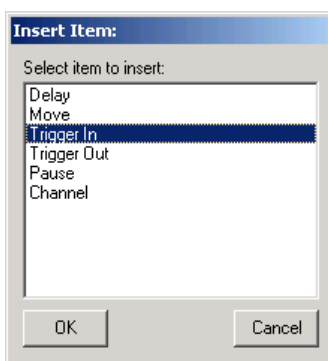 Insert Item:
Select item to insert:
Delay
Move
Trigger In
Trigger Out
Pause
Channel
OK
Cancel